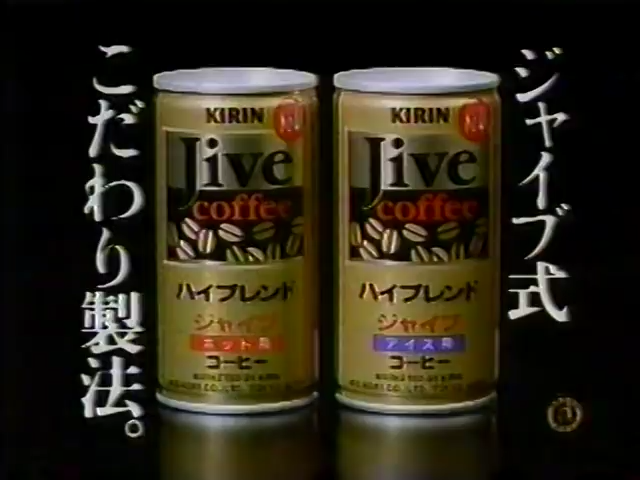 ジャイブ式
こだわり製法。
KIRIN
Jive
coffee
ハイブレンド
ジャイブ
ホット用
コーヒー
KIRIN
Jive
coffee
ハイブレンド
ジャイブ
アイス用
コーヒー